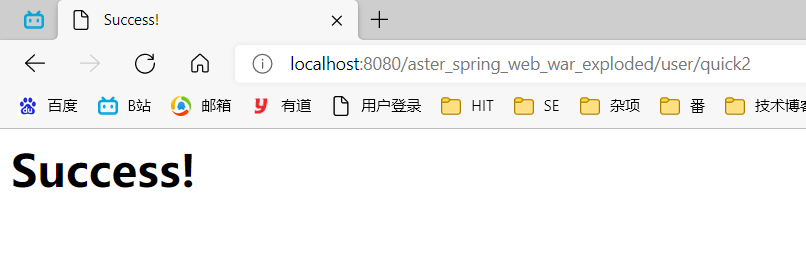 Success!
localhost:8080/aster_spring_web_war_exploded/user/quick2
百度 B站 邮箱 有道 用户登录 HIT SE 杂项 番 技术博客
Success!